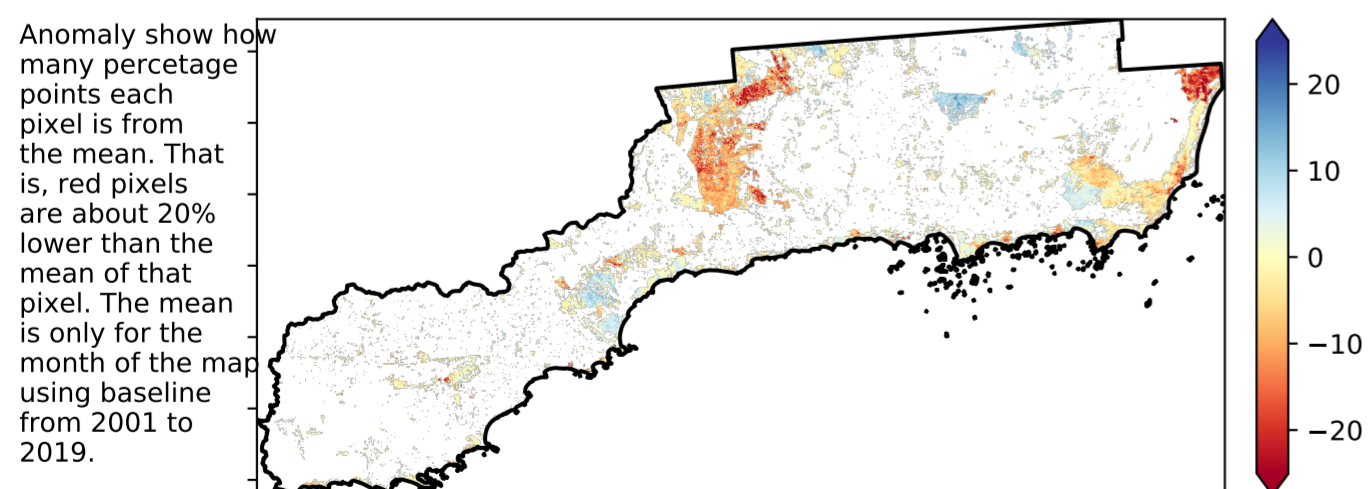 Anomaly show how
many percetage
points each
pixel is from
the mean. That
is, red pixels
are about 20%
lower than the
mean of that
pixel. The mean
is only for the
month of the map
using baseline
from 2001 to
2019.
20
10
0
−10
−20